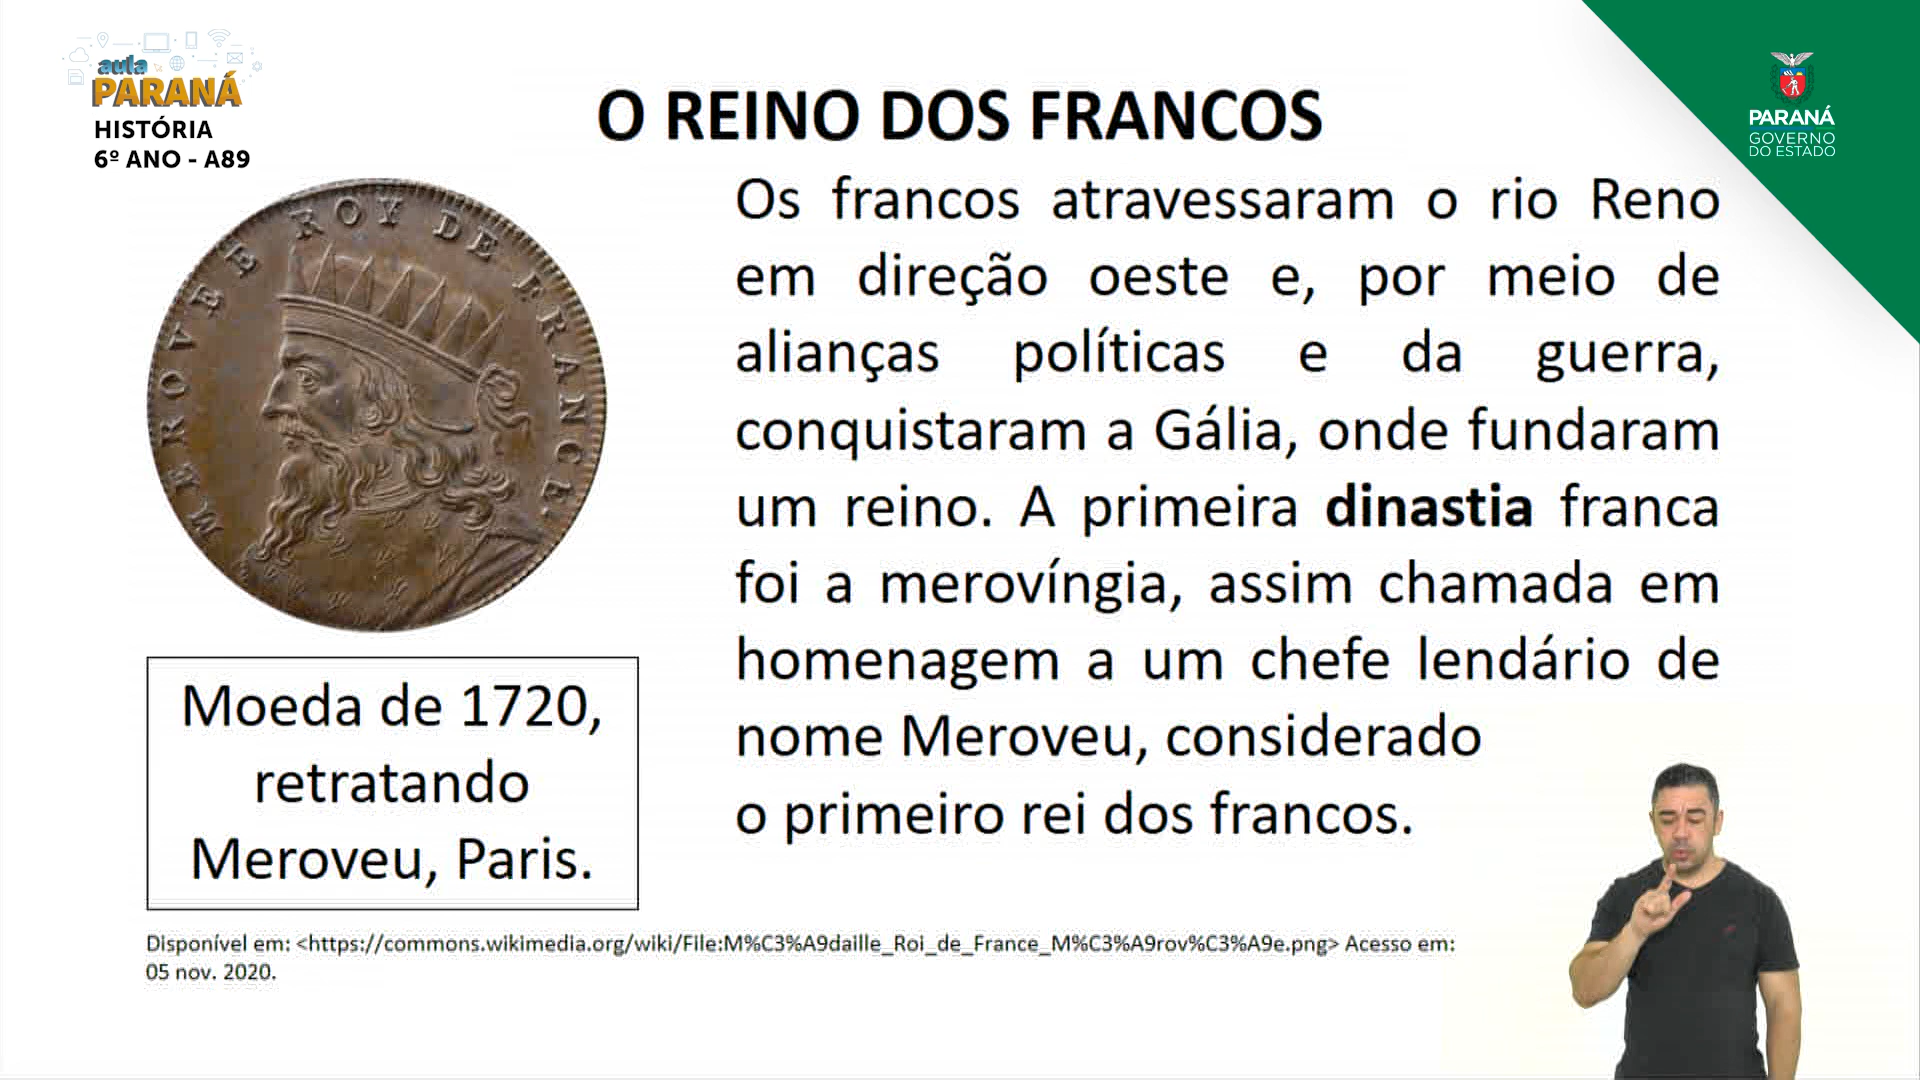 aula
PARANÁ
HISTÓRIA
6º ANO - A89
O REINO DOS FRANCOS
PARANÁ
GOVERNO
DO ESTADO
MEROVEE ROY DE FRANCE.
Moeda de 1720,
retratando
Meroveu, Paris.
Os francos atravessaram o rio Reno
em direção oeste e, por meio de
alianças políticas e da guerra,
conquistaram a Gália, onde fundaram
um reino. A primeira dinastia franca
foi a merovíngia, assim chamada em
homenagem a um chefe lendário de
nome Meroveu, considerado
o primeiro rei dos francos.
Disponível em: <https://commons.wikimedia.org/wiki/File:M%C3%A9daille_Roi_de_France_M%C3%A9rov%C3%A9e.png> Acesso em:
05 nov. 2020.